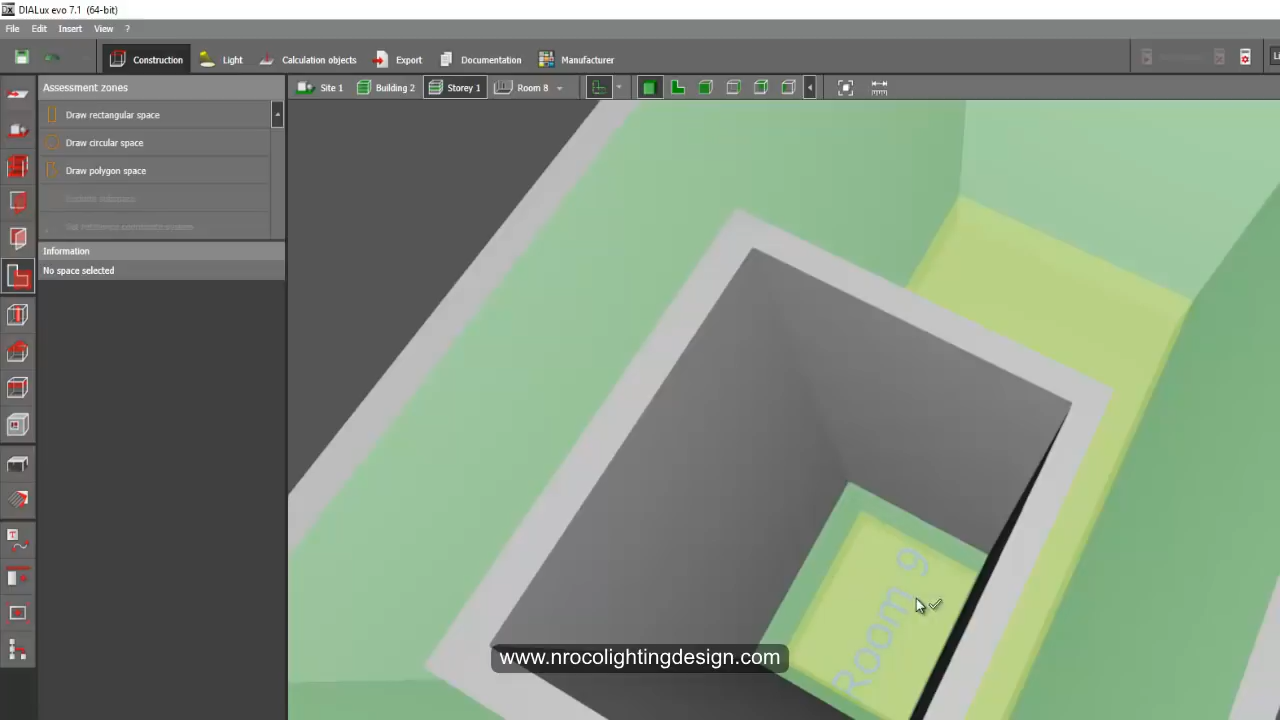 DIALux evo 7.1 (64-bit)
File Edit Insert View ?
Construction Light Calculation objects Export Documentation Manufacturer
Assessment zones Site 1 Building 2 Storey 1 Room 8
Draw rectangular space
Draw circular space
Draw polygon space
Information
No space selected
Room 9
www.nrocolightingdesign.com